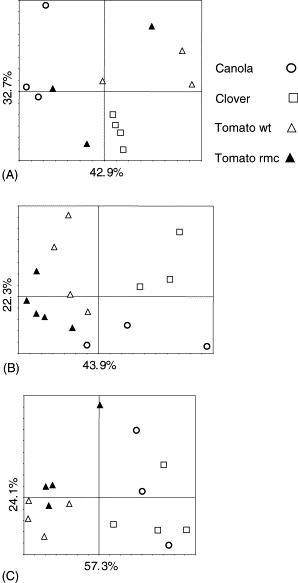 32.7%
42.9%
(A)
Canola
Clover
Tomato wt
Tomato rmc
22.3%
43.9%
(B)
24.1%
57.3%
(C)